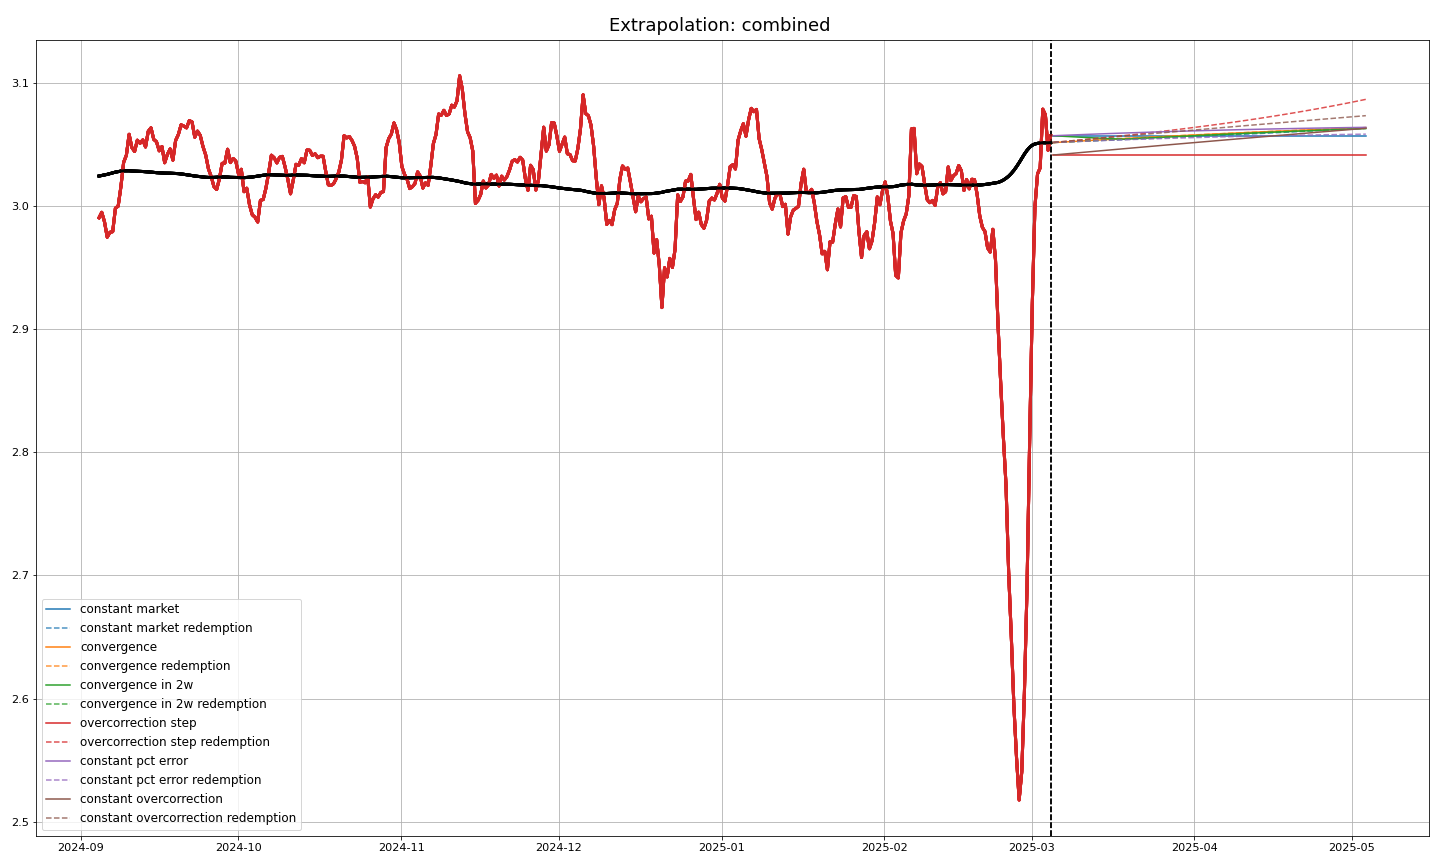 Extrapolation: combined
3.1
3.0
2.9
2.8
2.7
2.6
2.5
constant market
constant market redemption
convergence
convergence redemption
convergence in 2w
convergence in 2w redemption
overcorrection step
overcorrection step redemption
constant pct error
constant pct error redemption
constant overcorrection
constant overcorrection redemption
2024-09 2024-10 2024-11 2024-12 2025-01 2025-02 2025-03 2025-04 2025-05